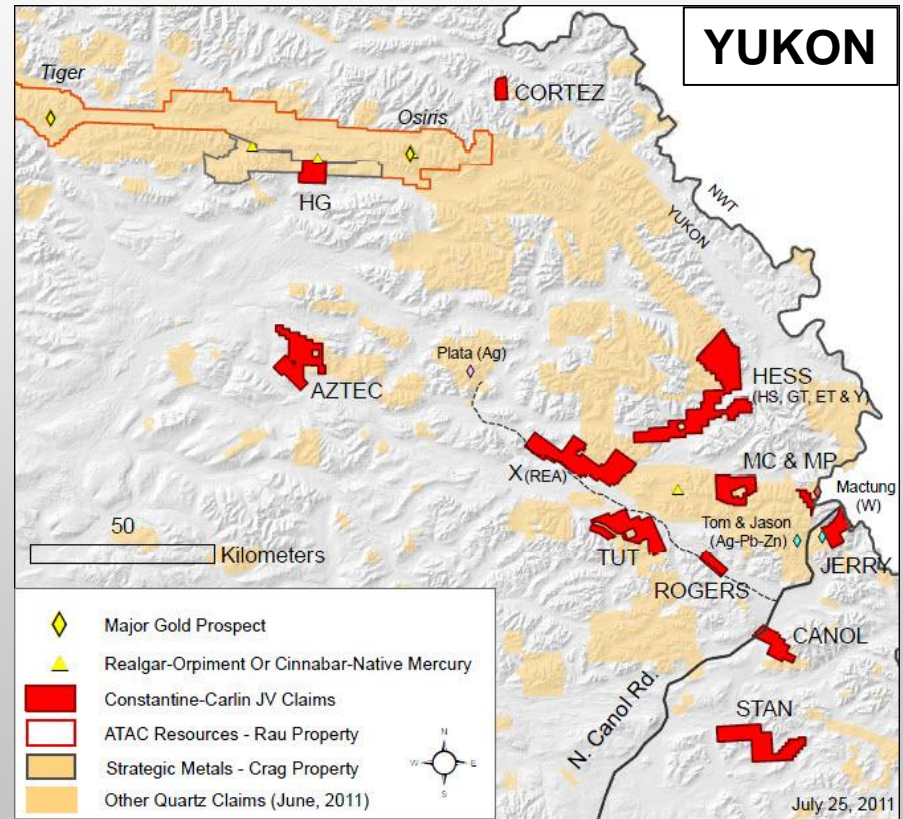 YUKON
Tiger
CORTEZ
Osiris
HG
NWT
YUKON
Plata (Ag)
AZTEC
HESS
(HS, GT, ET & Y)
X (REA)
MC & MP
Mactung
(W)
Tom & Jason
(Ag-Pb-Zn)
50
Kilometers
TUT
JERRY
ROGERS
CANOL
N. Canol Rd.
STAN
Major Gold Prospect
Realgar-Orpiment Or Cinnabar-Native Mercury
Constantine-Carlin JV Claims
ATAC Resources - Rau Property
Strategic Metals - Crag Property
Other Quartz Claims (June, 2011)
N
W
E
S
July 25, 2011